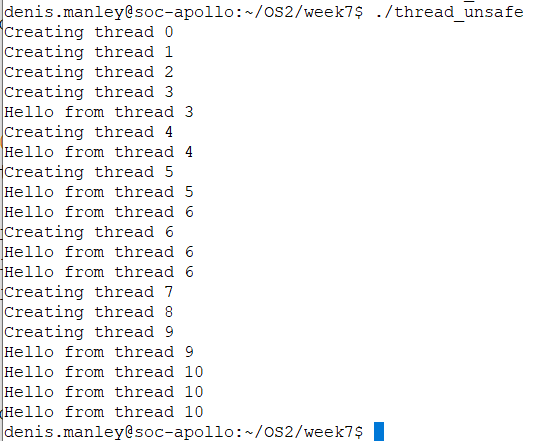 denis.manley@soc-apollo:~/OS2/week7$ ./thread_unsafe
Creating thread 0
Creating thread 1
Creating thread 2
Creating thread 3
Hello from thread 3
Creating thread 4
Hello from thread 4
Creating thread 5
Hello from thread 5
Hello from thread 6
Creating thread 6
Hello from thread 6
Hello from thread 6
Creating thread 7
Creating thread 8
Creating thread 9
Hello from thread 9
Hello from thread 10
Hello from thread 10
Hello from thread 10
denis.manley@soc-apollo:~/OS2/week7$